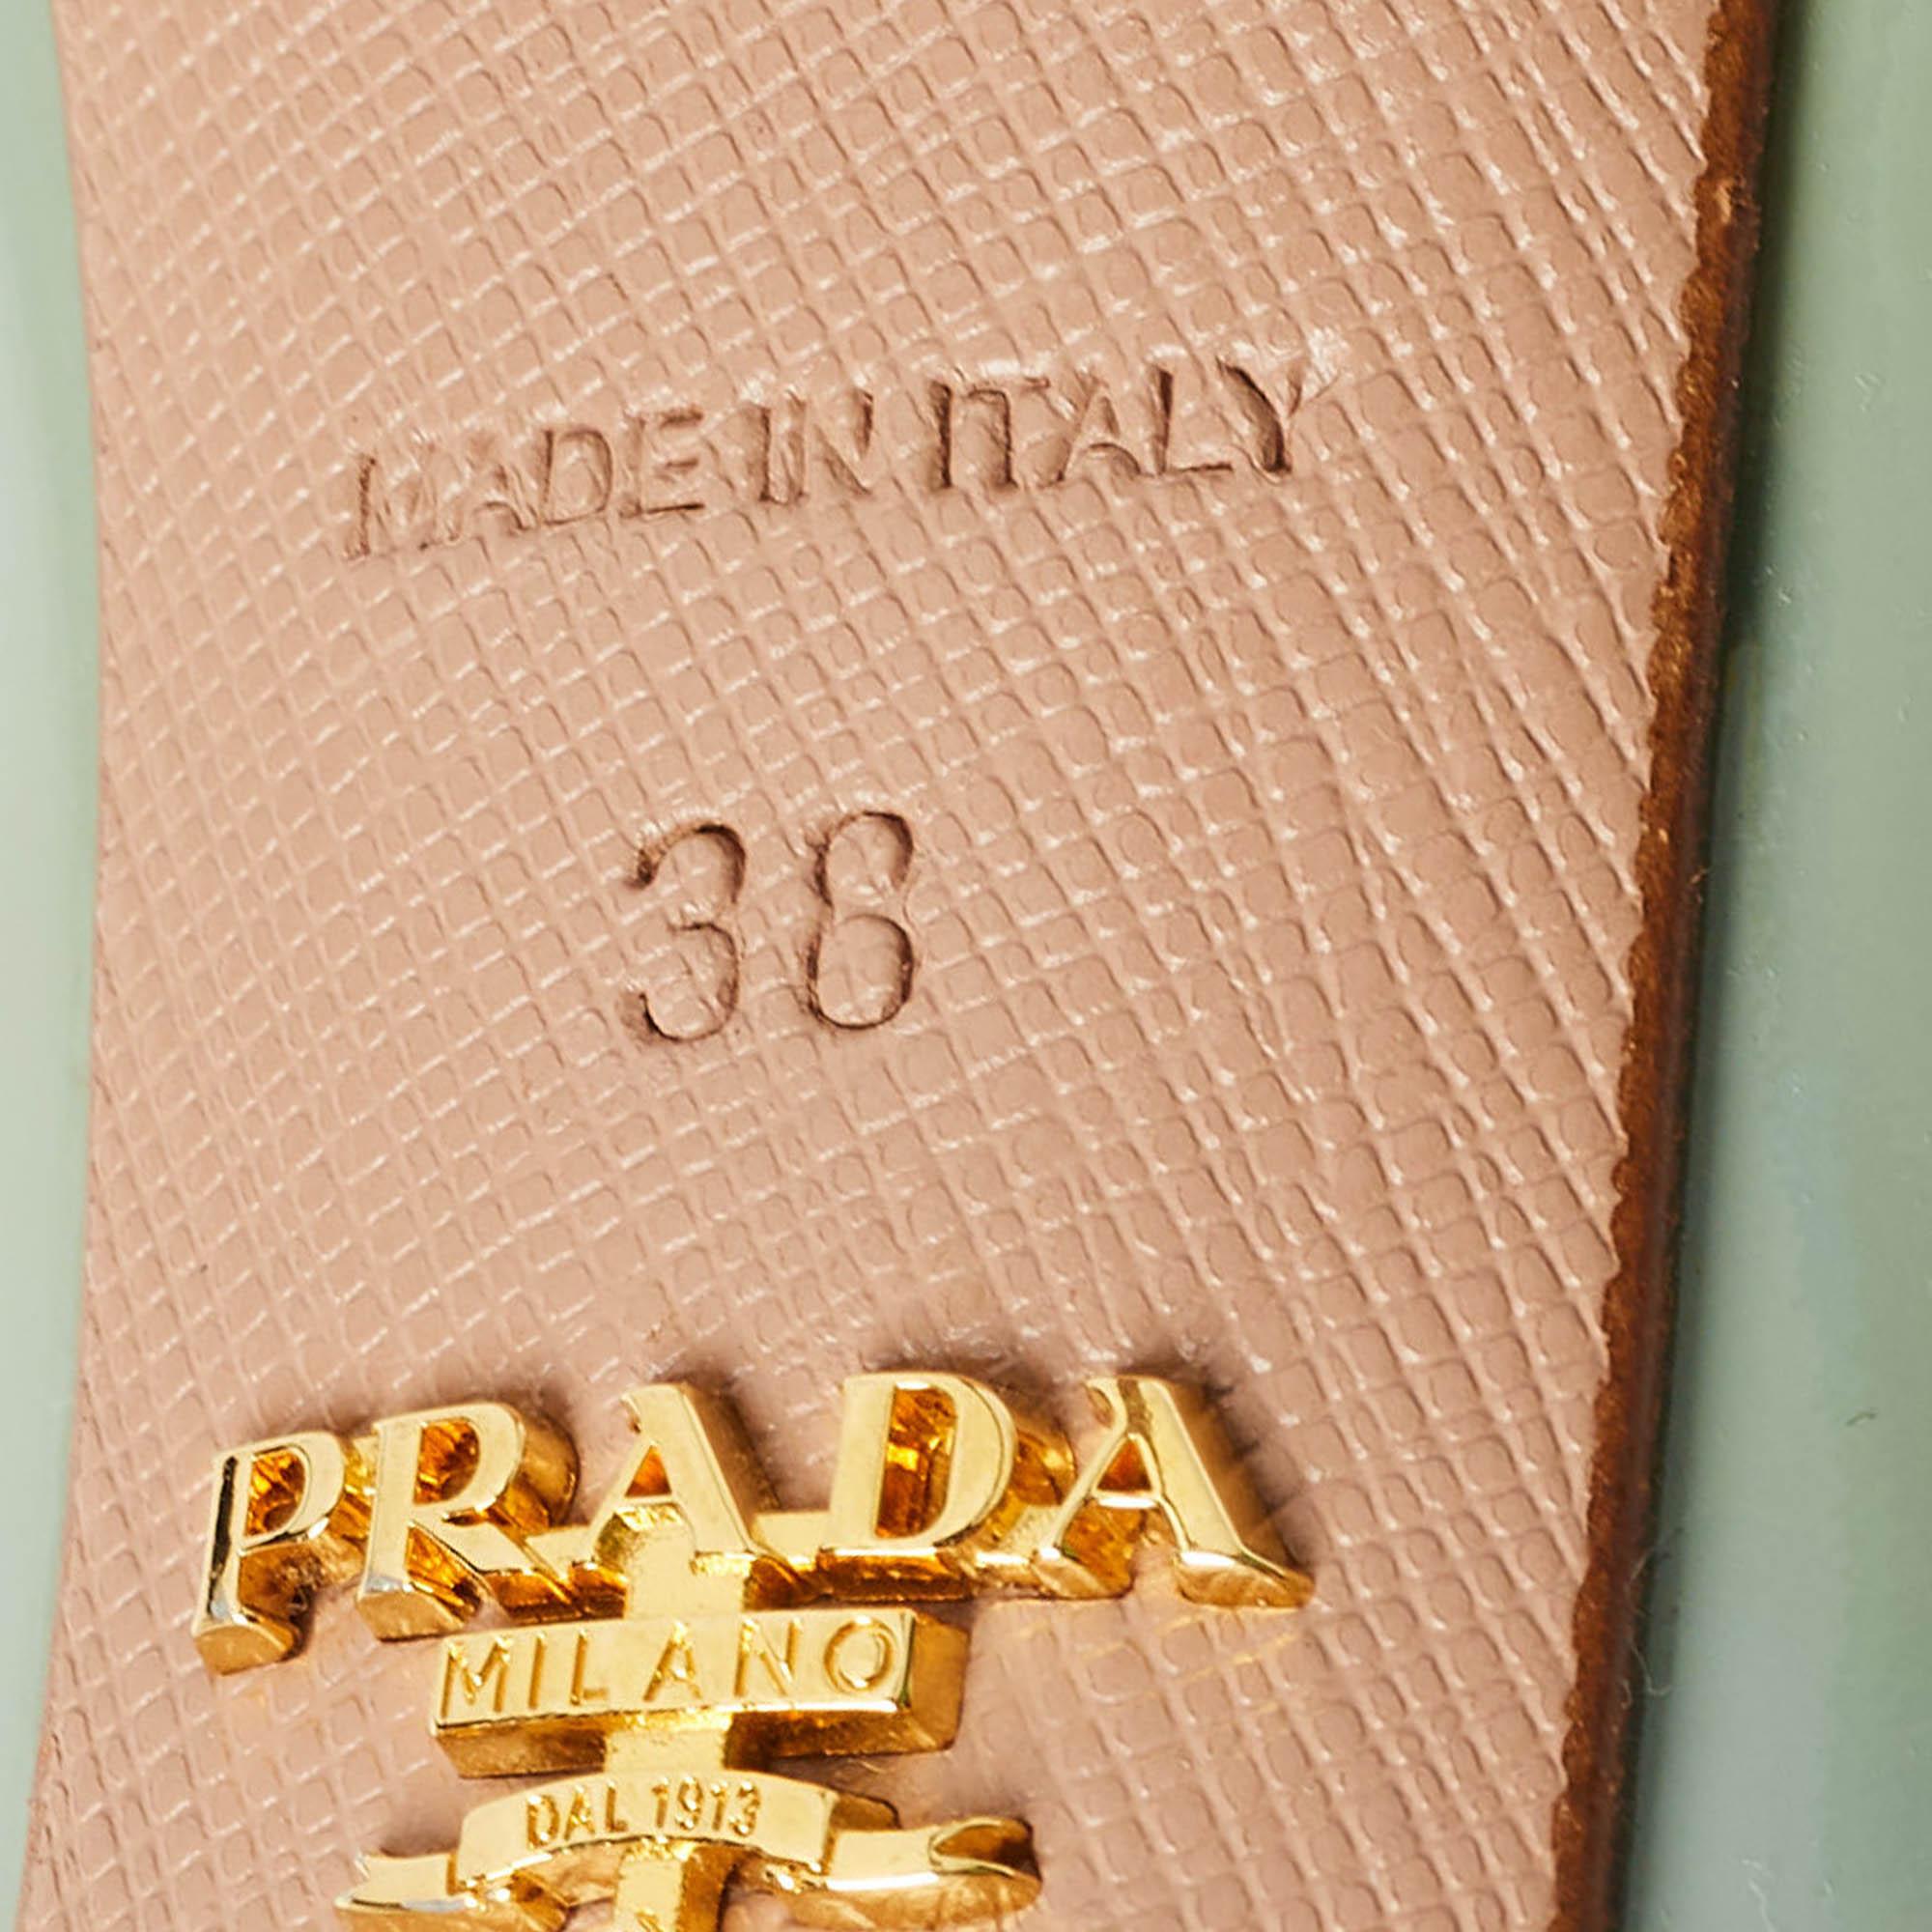 MADE IN ITALY
38
PRADA
MILANO
DAL 1913